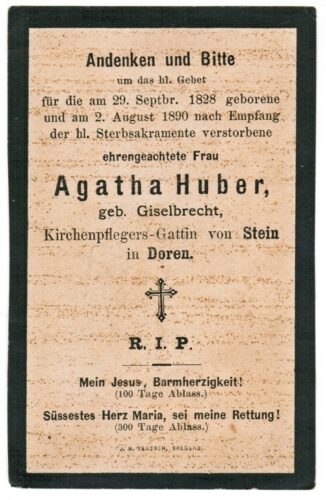 Andenken und Bitte
um das hl. Gebet
für die am 29. Septbr. 1828 geborene
und am 2. August 1890 nach Empfang
der hl. Sterbsakramente verstorbene
ehrengeachtete Frau
Agatha Huber,
geb. Giselbrecht,
Kirchenpflegers-Gattin von Stein
in Doren.
R. I. P.
Mein Jesus, Barmherzigkeit!
(100 Tage Ablass.)
Süssestes Herz Maria, sei meine Rettung!
(300 Tage Ablass.)
J. N. TEUTSCH, BREGENZ.